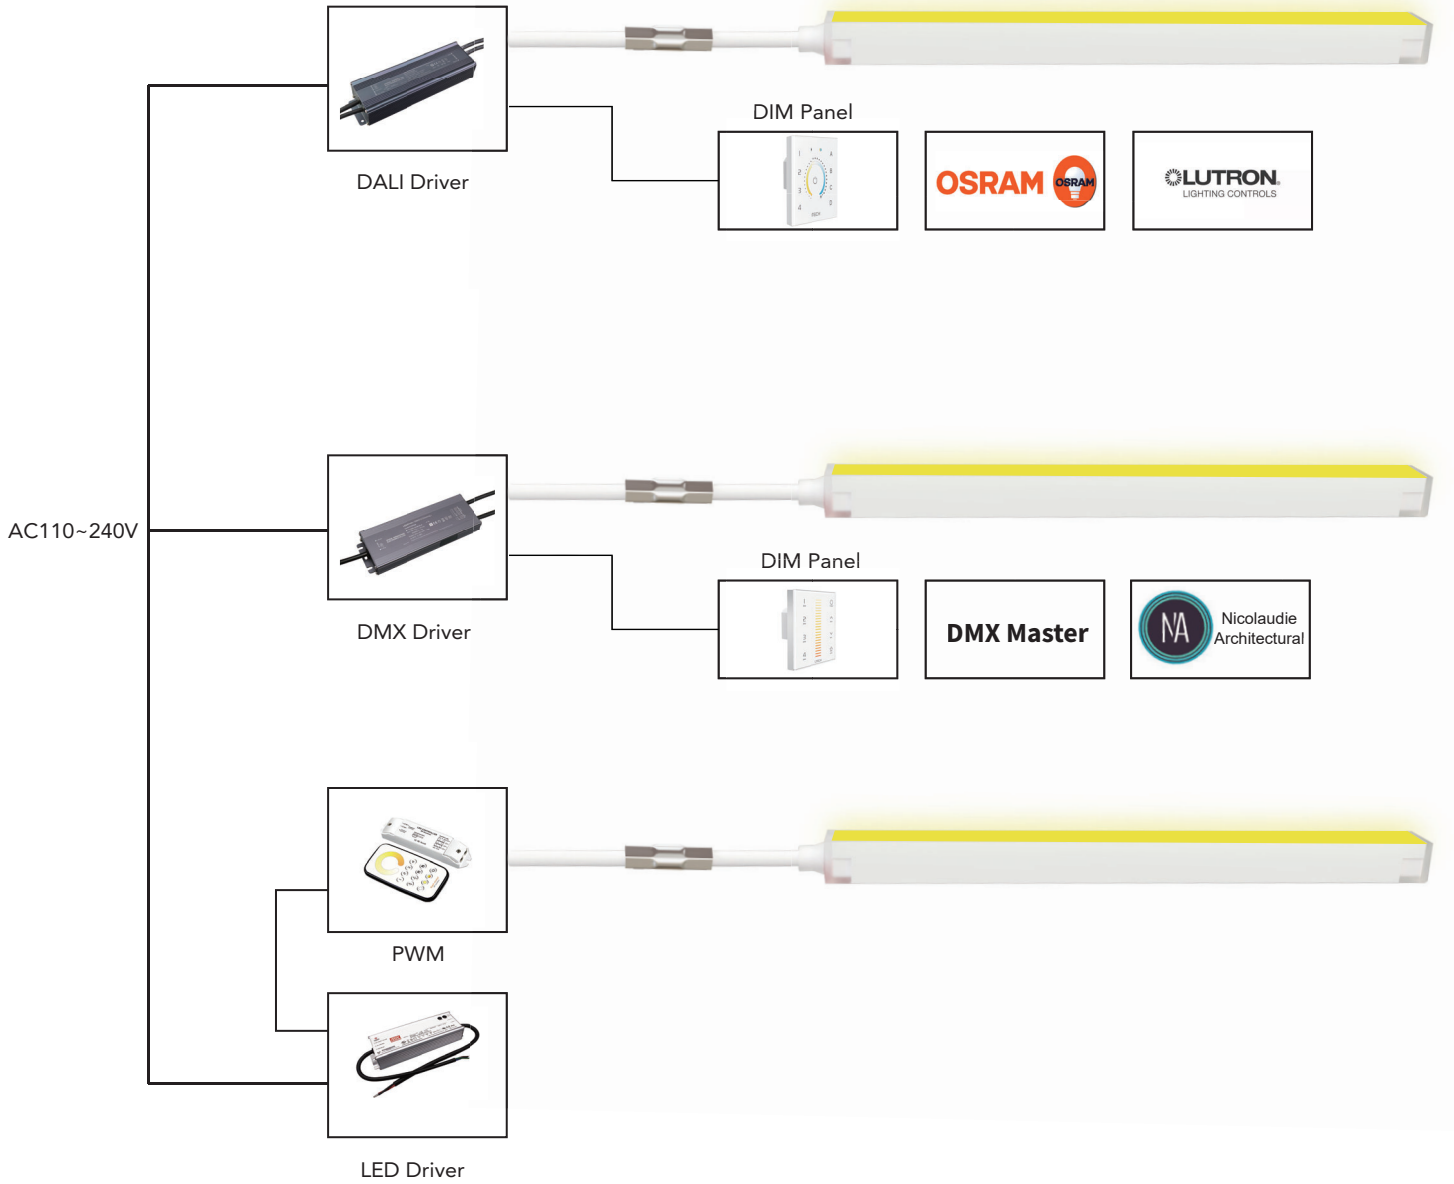 DIM Panel
OSRAM
OSRAM
LUTRON
LIGHTING CONTROLS
DALI Driver
AC110~240V
DIM Panel
DMX Master
NA
Nicolaudie
Architectural
DMX Driver
PWM
LED Driver